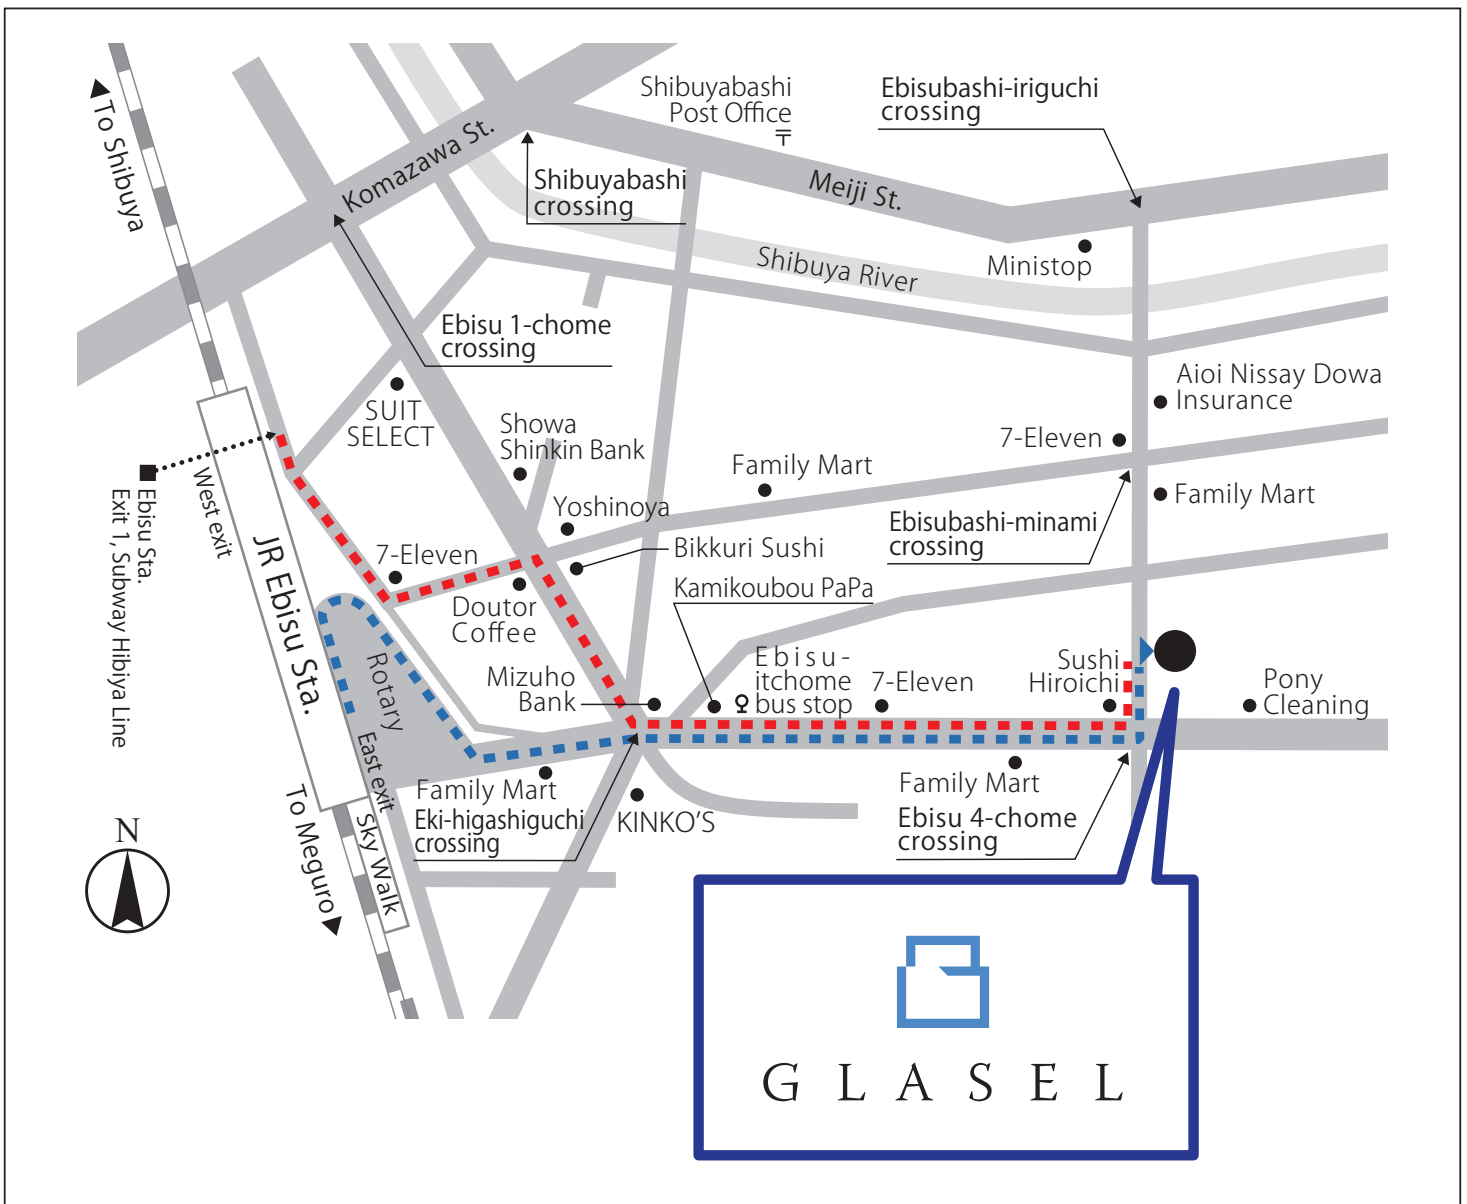 To Shibuya
Komazawa St.
Shibuyabashi
Post Office
〒
Ebisubashi-iriguchi
crossing
Shibuyabashi
crossing
Meiji St.
Shibuya River
Ministop
Ebisu 1-chome
crossing
Aioi Nissay Dowa
Insurance
SUIT
SELECT
Showa
Shinkin Bank
7-Eleven
Family Mart
Family Mart
Yoshinoya
Ebisubashi-minami
crossing
West exit
Ebisu Sta.
Exit 1, Subway Hibiya Line
JR Ebisu Sta.
7-Eleven
Bikkuri Sushi
Doutor
Coffee
Kamikoubou PaPa
Rotary
Mizuho
Bank
Ebisu-
itchome
bus stop
7-Eleven
Sushi
Hiroichi
Pony
Cleaning
East exit
Family Mart
Eki-higashiguchi
crossing
KINKO'S
Family Mart
Ebisu 4-chome
crossing
To Meguro
Sky Walk
N
GLASEL